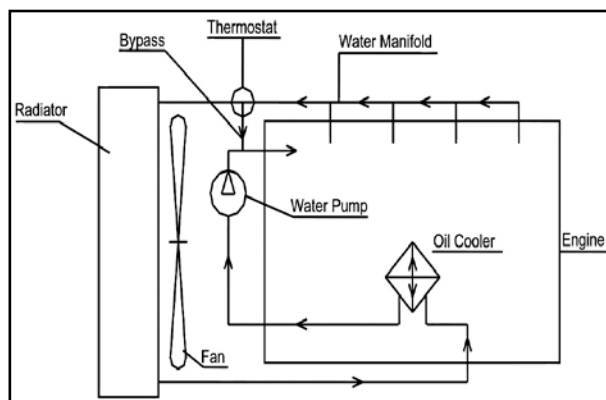 Thermostat
Bypass
Water Manifold
Radiator
Water Pump
Oil Cooler
Engine
Fan